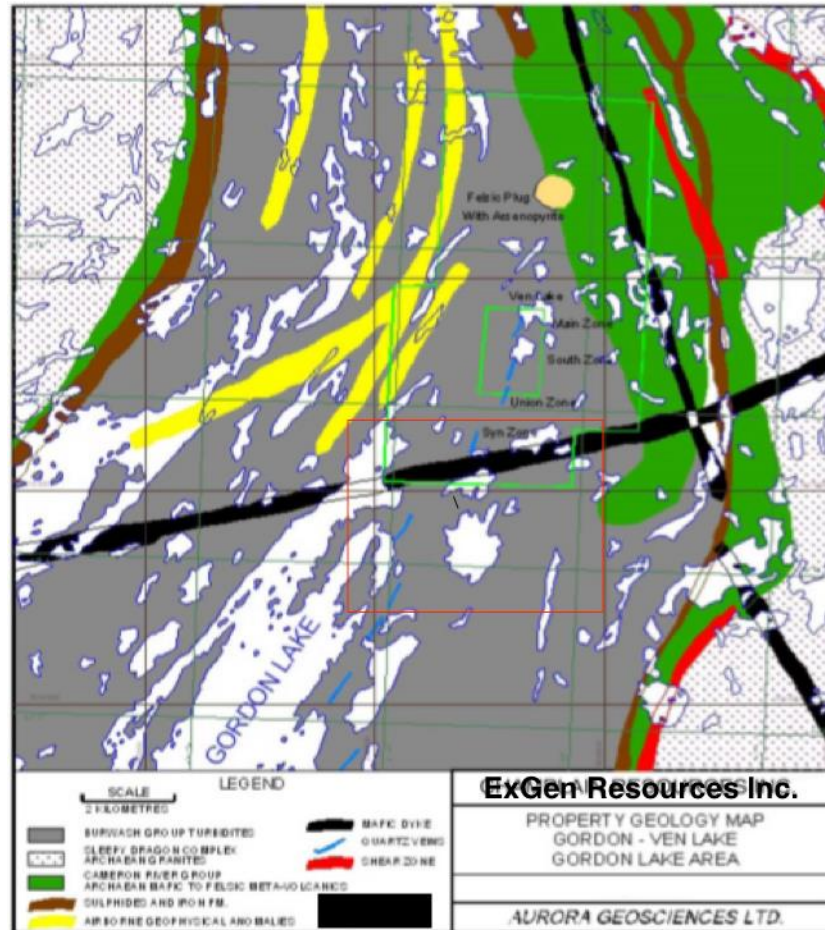 Felsic Plug
With Arsenopyrite
Ven Lake
Main Zone
South Zone
Union Zone
Syn Zone
GORDON LAKE
LEGEND
SCALE
2 KILOMETRES
BURWASH GROUP TURBIDITES
SLEEPY DRAGON COMPLEX
ARCHAEAN GRANITES
CAMERON RIVER GROUP
ARCHAEAN MAFIC TO FELSIC META-VOLCANICS
SULPHIDES AND IRON FM.
AIRBORNE GEOPHYSICAL ANOMALIES
MAFIC DYKE
QUARTZ VEINS
SHEAR ZONE
ExGen Resources Inc.
PROPERTY GEOLOGY MAP
GORDON - VEN LAKE
GORDON LAKE AREA
AURORA GEOSCIENCES LTD.